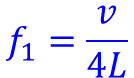 f₁ = v/4L